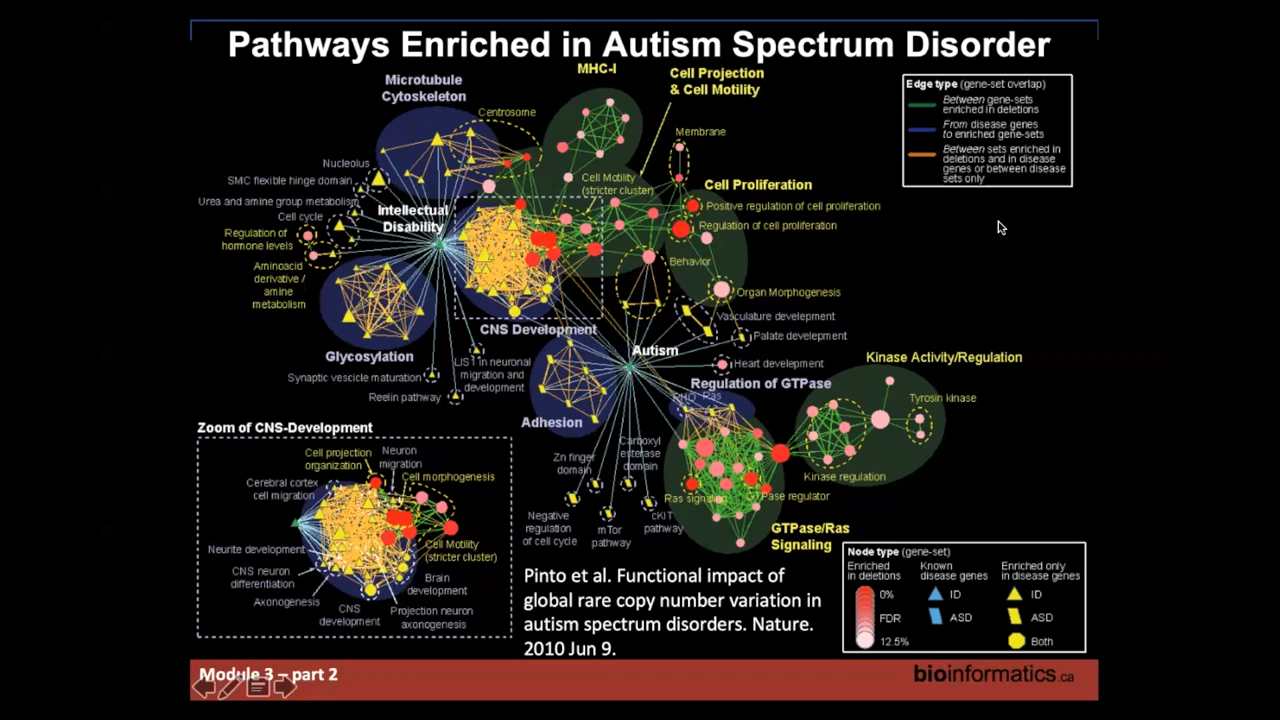 Pathways Enriched in Autism Spectrum Disorder
MHC-I
Microtubule
Cytoskeleton
Cell Projection
& Cell Motility
Centrosome
Membrane
Nucleolus
SMC flexible hinge domain
Urea and amine group metabolism
Cell cycle
Regulation of
hormone levels
Aminoacid
derivative /
amine
metabolism
Intellectual
Disability
Cell Motility
(stricter cluster)
Cell Proliferation
Positive regulation of cell proliferation
Regulation of cell proliferation
Behavior
Organ Morphogenesis
Vasculature development
Palate development
Heart development
CNS Development
Autism
Glycosylation
Synaptic vescicle maturation
Reelin pathway
LIS1 in neuronal
migration and
development
Adhesion
Regulation of GTPase
RHO Ras
Kinase Activity/Regulation
Tyrosin kinase
Kinase regulation
Carboxyl
esterase
domain
Zn finger
domain
Ras signaling
GTPase regulator
Negative
regulation
of cell cycle
mTor
pathway
cKIT
pathway
GTPase/Ras
Signaling
Edge type (gene-set overlap)
Between gene-sets
enriched in deletions
From disease genes
to enriched gene-sets
Between sets enriched in
deletions and in disease
genes or between disease
sets only
Zoom of CNS-Development
Cell projection
organization
Neuron
migration
Cell morphogenesis
Cerebral cortex
cell migration
Neurite development
CNS neuron
differentiation
Axonogenesis
CNS
development
Cell Motility
(stricter cluster)
Brain
development
Projection neuron
axonogenesis
Pinto et al. Functional impact of
global rare copy number variation in
autism spectrum disorders. Nature.
2010 Jun 9.
Node type (gene-set)
Enriched
in deletions
0%
FDR
12.5%
Known
disease genes
ID
ASD
Enriched only
in disease genes
ID
ASD
Both
Module 3 – part 2
bioinformatics.ca